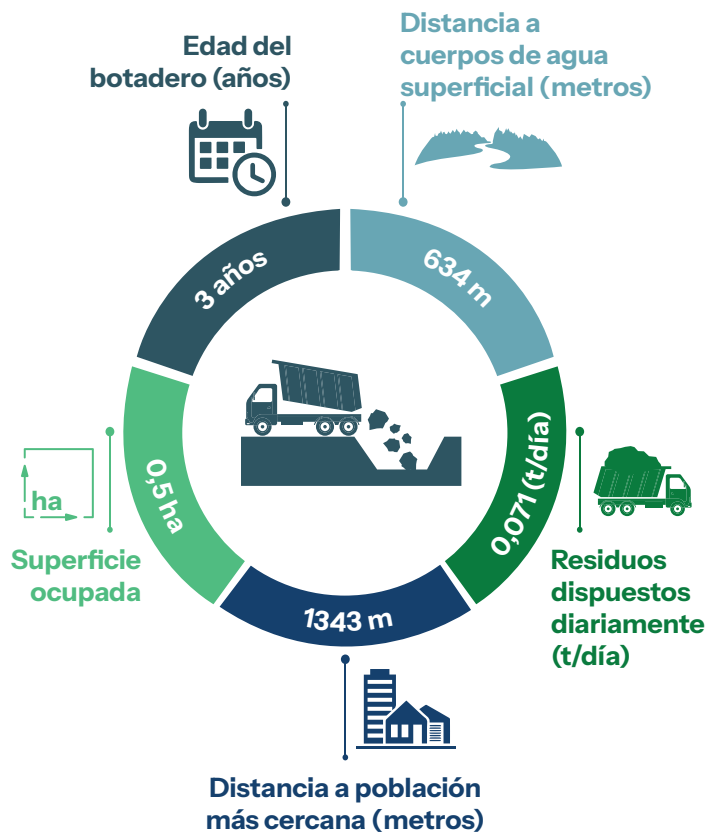 Edad del
botadero (años)
Distancia a
cuerpos de agua
superficial (metros)
3 años
634 m
0,5 ha
0,071 (t/día)
1343 m
ha
Superficie
ocupada
Residuos
dispuestos
diariamente
(t/día)
Distancia a población
más cercana (metros)